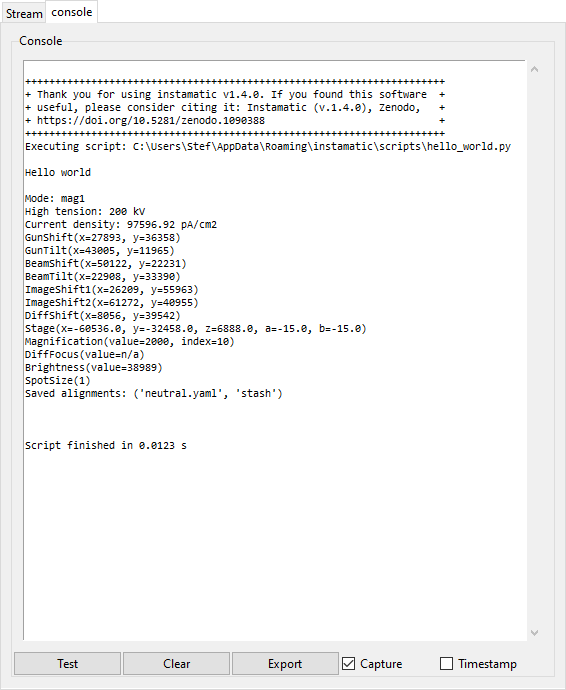 Stream console
Console
++++++++++++++++++++++++++++++++++++++++++++++++++++++++++++++++++++++
+ Thank you for using instamatic v1.4.0. If you found this software  +
+ useful, please consider citing it: Instamatic (v.1.4.0), Zenodo,   +
+ https://doi.org/10.5281/zenodo.1090388                             +
++++++++++++++++++++++++++++++++++++++++++++++++++++++++++++++++++++++
Executing script: C:\Users\Stef\AppData\Roaming\instamatic\scripts\hello_world.py
Hello world
Mode: mag1
High tension: 200 kV
Current density: 97596.92 pA/cm2
GunShift(x=27893, y=36358)
GunTilt(x=43005, y=11965)
BeamShift(x=50122, y=22231)
BeamTilt(x=22908, y=33390)
ImageShift1(x=26209, y=55963)
ImageShift2(x=61272, y=40955)
DiffShift(x=8056, y=39542)
Stage(x=-60536.0, y=-32458.0, z=6888.0, a=-15.0, b=-15.0)
Magnification(value=2000, index=10)
DiffFocus(value=n/a)
Brightness(value=38989)
SpotSize(1)
Saved alignments: ('neutral.yaml', 'stash')
Script finished in 0.0123 s
Test Clear Export Capture Timestamp